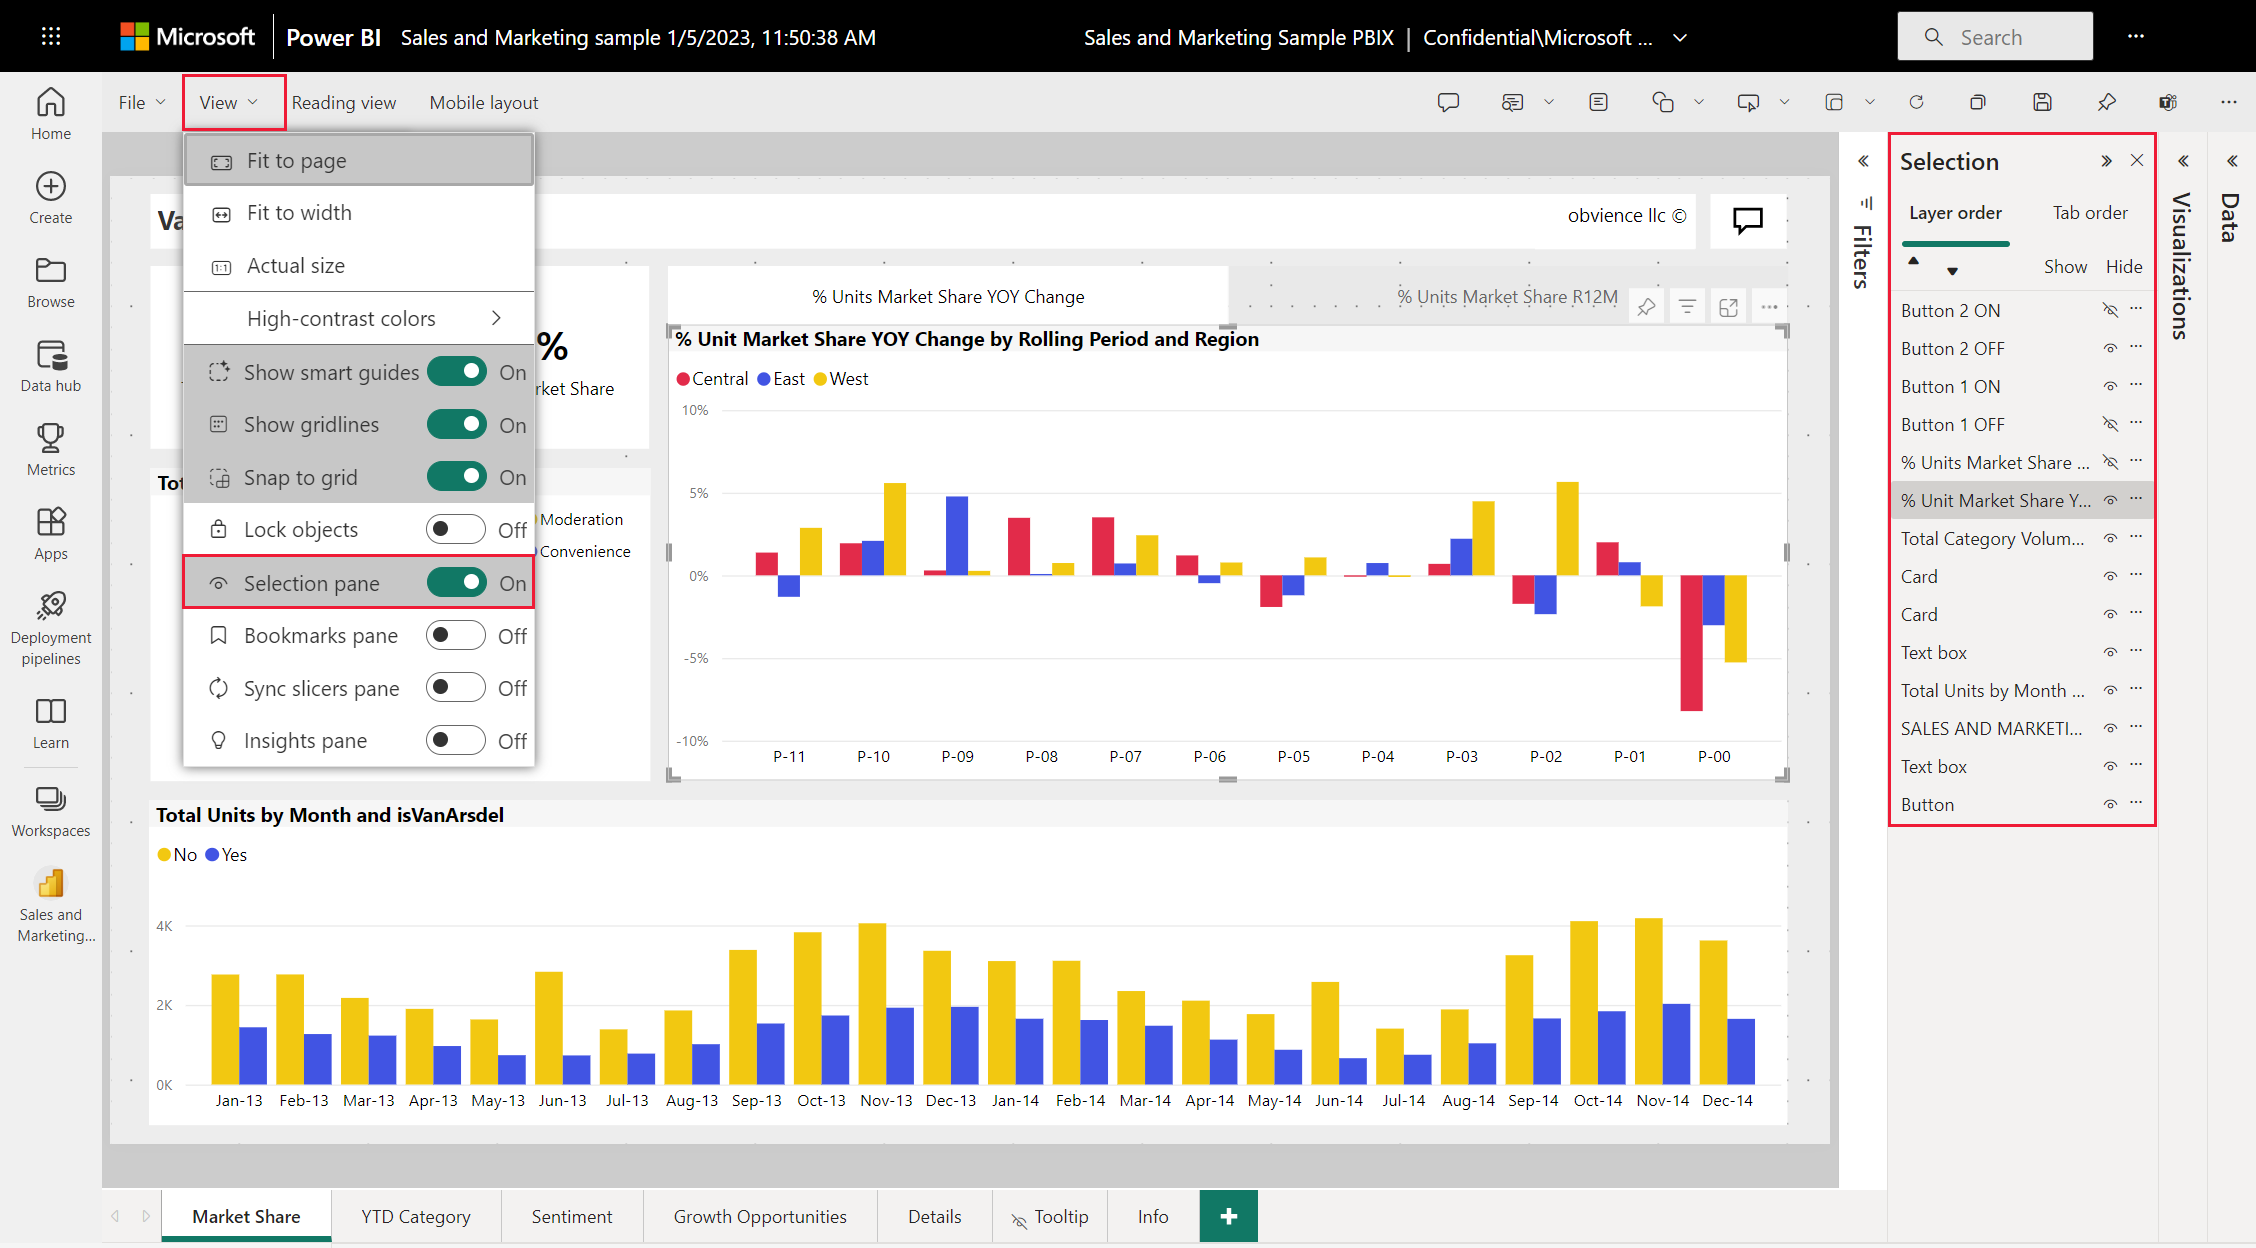 Microsoft Power BI Sales and Marketing sample 1/5/2023, 11:50:38 AM Sales and Marketing Sample PBIX | Confidential\Microsoft ... Search
File View Reading view Mobile layout
Home
Create
Browse
Data hub
Metrics
Apps
Deployment
pipelines
Learn
Workspaces
Sales and
Marketing...
Fit to page
Fit to width
Actual size
High-contrast colors
Show smart guides On
Show gridlines On
Snap to grid On
Lock objects Off
Selection pane On
Bookmarks pane Off
Sync slicers pane Off
Insights pane Off
Va
obvience llc ©
%
rket Share
Tot
Moderation
Convenience
% Units Market Share YOY Change
% Units Market Share R12M
% Unit Market Share YOY Change by Rolling Period and Region
Central East West
10%
5%
0%
-5%
-10%
P-11 P-10 P-09 P-08 P-07 P-06 P-05 P-04 P-03 P-02 P-01 P-00
Total Units by Month and isVanArsdel
No Yes
4K
2K
0K
Jan-13 Feb-13 Mar-13 Apr-13 May-13 Jun-13 Jul-13 Aug-13 Sep-13 Oct-13 Nov-13 Dec-13 Jan-14 Feb-14 Mar-14 Apr-14 May-14 Jun-14 Jul-14 Aug-14 Sep-14 Oct-14 Nov-14 Dec-14
Filters
Selection
Layer order Tab order
Show Hide
Button 2 ON
Button 2 OFF
Button 1 ON
Button 1 OFF
% Units Market Share ...
% Unit Market Share Y...
Total Category Volum...
Card
Card
Text box
Total Units by Month ...
SALES AND MARKETI...
Text box
Button
Visualizations
Data
Market Share YTD Category Sentiment Growth Opportunities Details Tooltip Info +